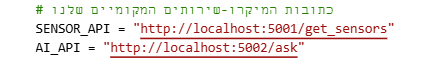 # כתובות המיקרו-שירותים המקומיים שלנו
SENSOR_API = "http://localhost:5001/get_sensors"
AI_API = "http://localhost:5002/ask"